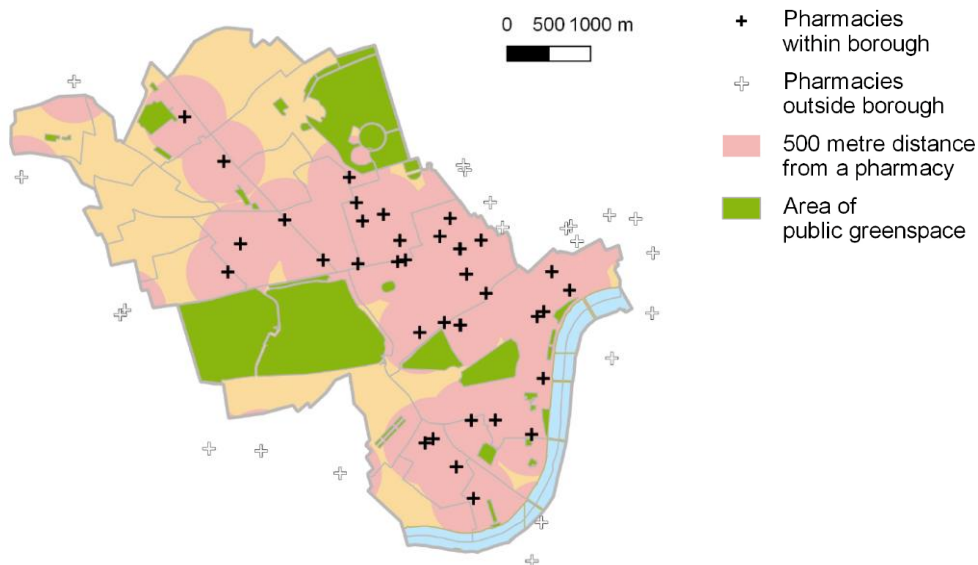 0 500 1000 m
Pharmacies
within borough
Pharmacies
outside borough
500 metre distance
from a pharmacy
Area of
public greenspace